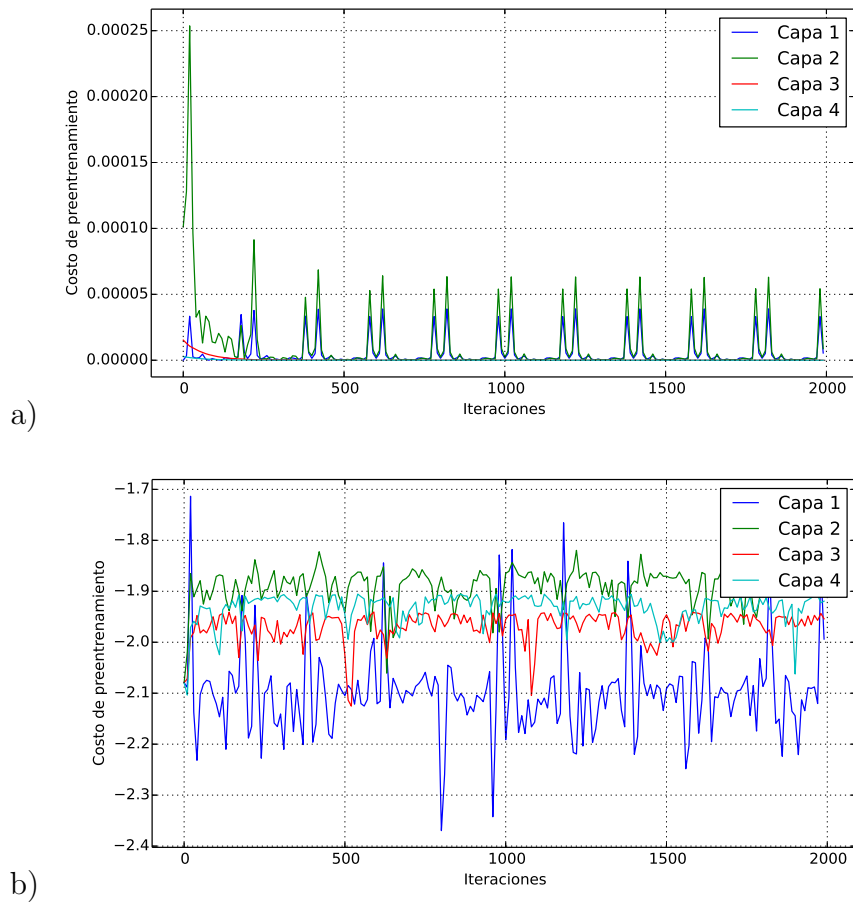 0.00025
0.00020
0.00015
0.00010
0.00005
0.00000
Costo de preentrenamiento
Capa 1
Capa 2
Capa 3
Capa 4
0
500
1000
1500
2000
Iteraciones
a)
−1.7
−1.8
−1.9
−2.0
−2.1
−2.2
−2.3
−2.4
Costo de preentrenamiento
Capa 1
Capa 2
Capa 3
Capa 4
0
500
1000
1500
2000
Iteraciones
b)